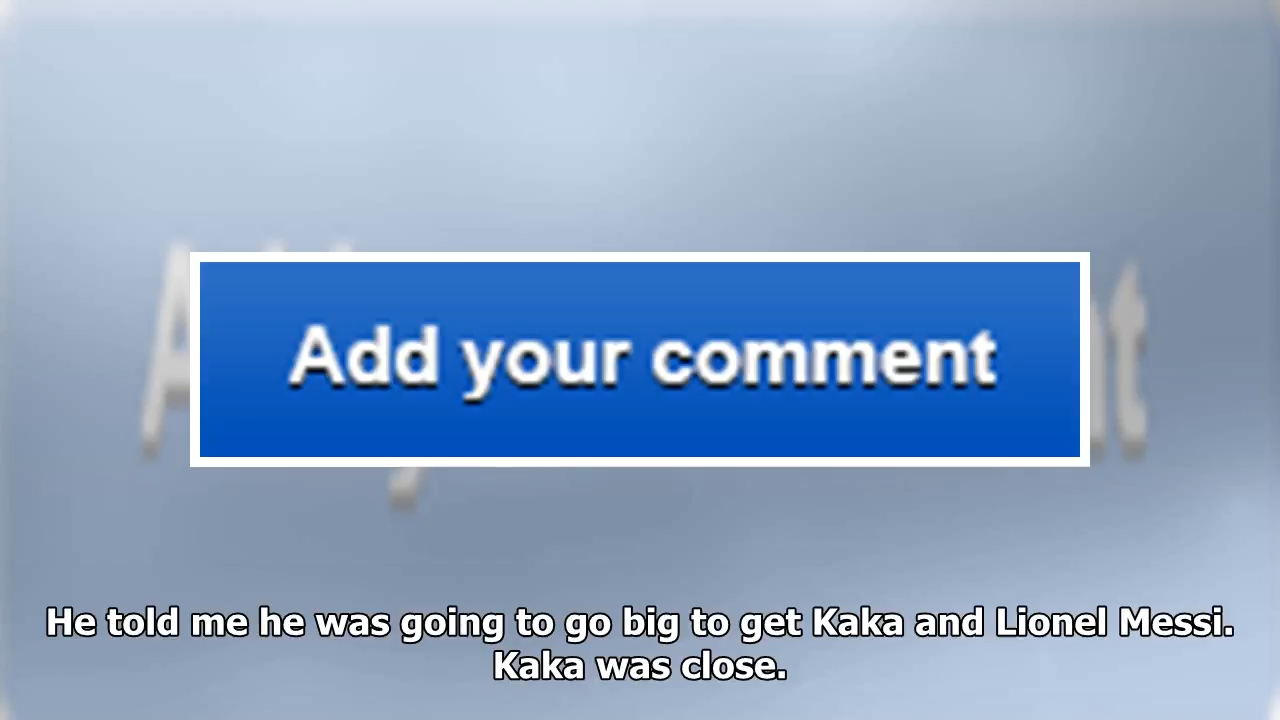 Add your comment
He told me he was going to go big to get Kaka and Lionel Messi.
Kaka was close.